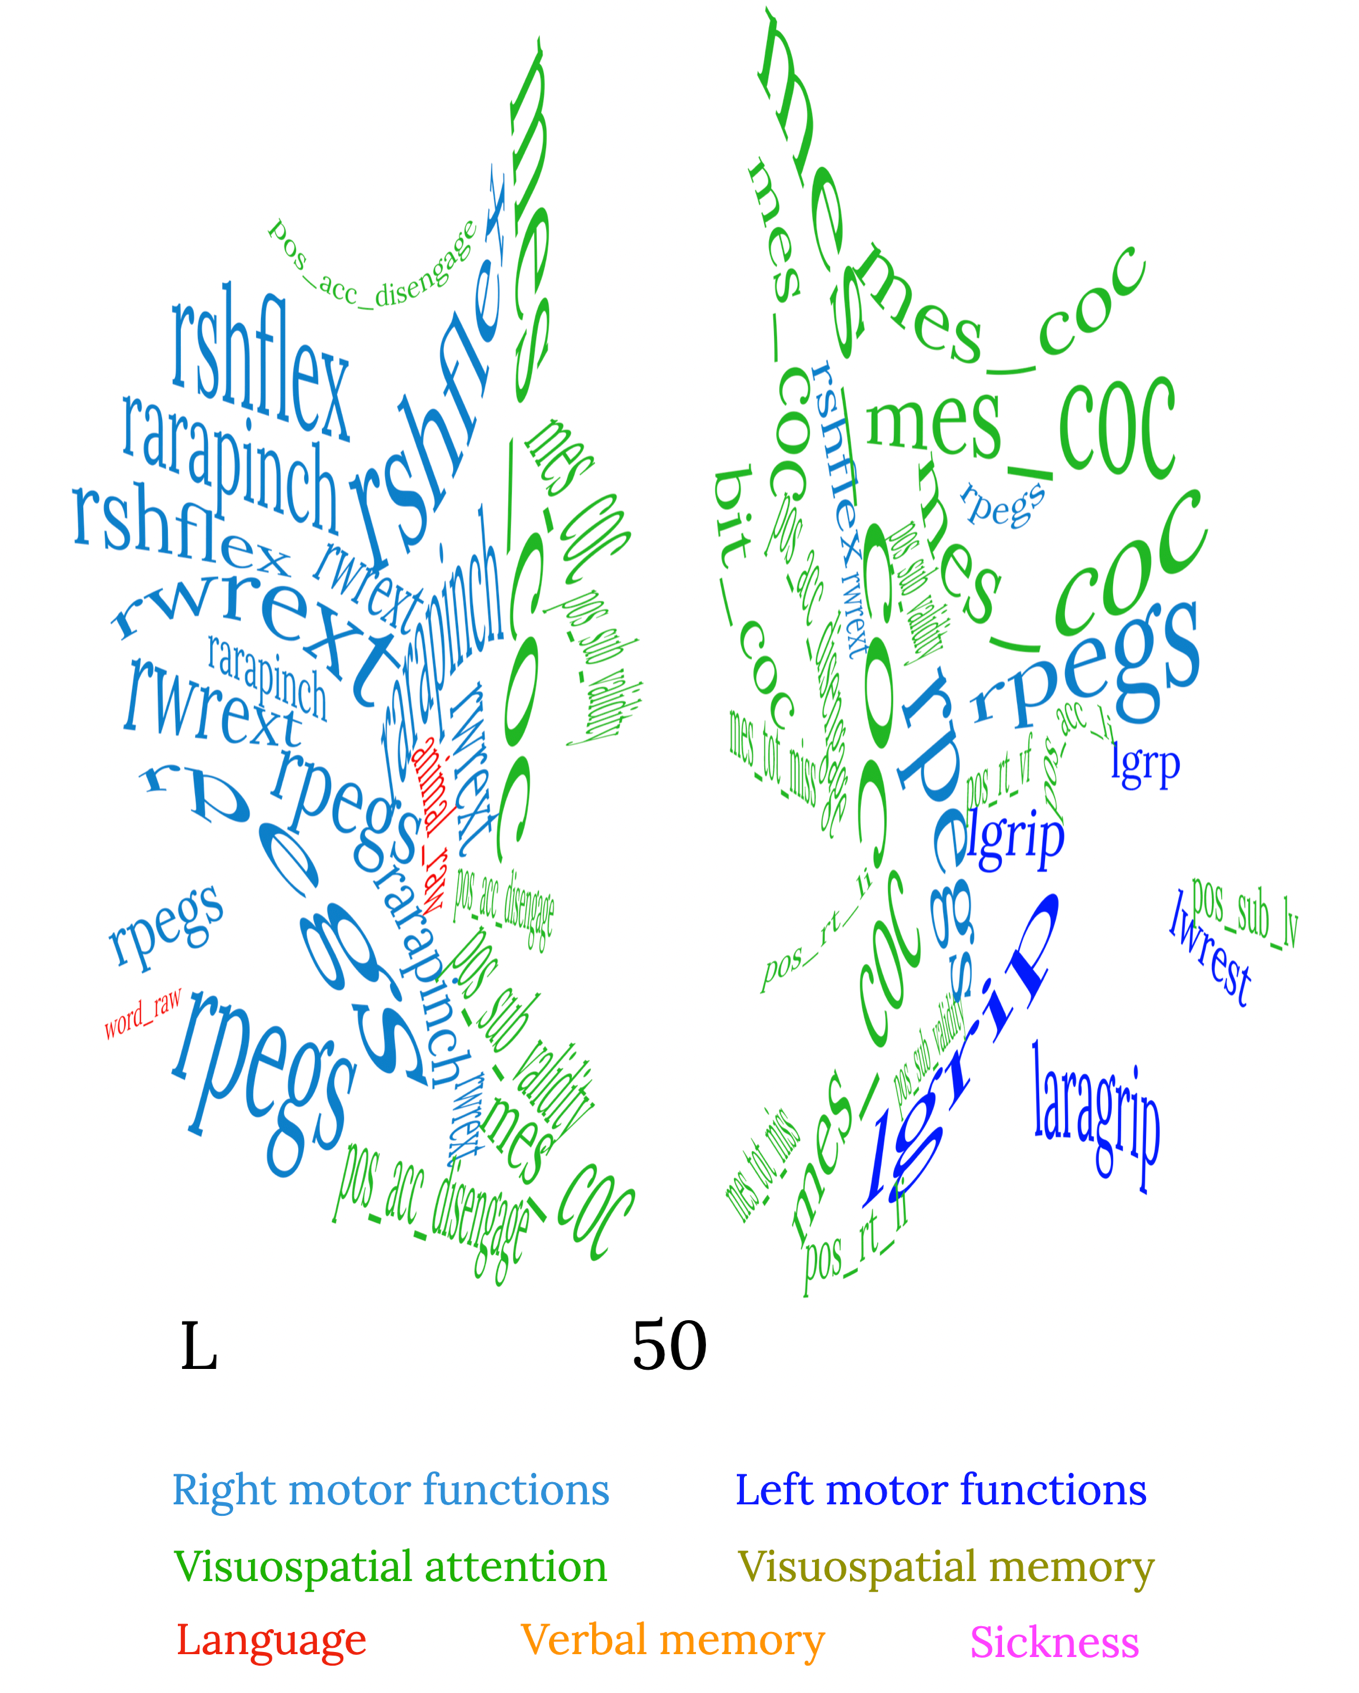 mes_coc
pos_acc_disengage
rshflex
rshflex
rarapinch
rshflex
rwrext
mes_coc
rarapinch
rwrext
rarapinch
pos_sub_validity
rwrext
rwrext
rpegs
rpegs
animal_raw
pos_acc_disengage
rarapinch
rpegs
pos_sub_validity
word_raw
rpegs
rwrext
mes_coc
pos_acc_disengage
mes_coc
mes_coc
mes_coc
rshflex
mes_coc
mes_coc
rpegs
bit_coc
pos_acc_disengage
pos_sub_validity
rwrext
rpegs
rpegs
mes_tot_miss
pos_acc_li
pos_rt_vf
lgrp
lgrip
pos_rt_li
mes_coc
pos_sub_lv
lwrest
lgrip
pos_sub_validity
laragrip
mes_tot_miss
pos_rt_li
L 50
Right motor functions Left motor functions
Visuospatial attention Visuospatial memory
Language Verbal memory Sickness